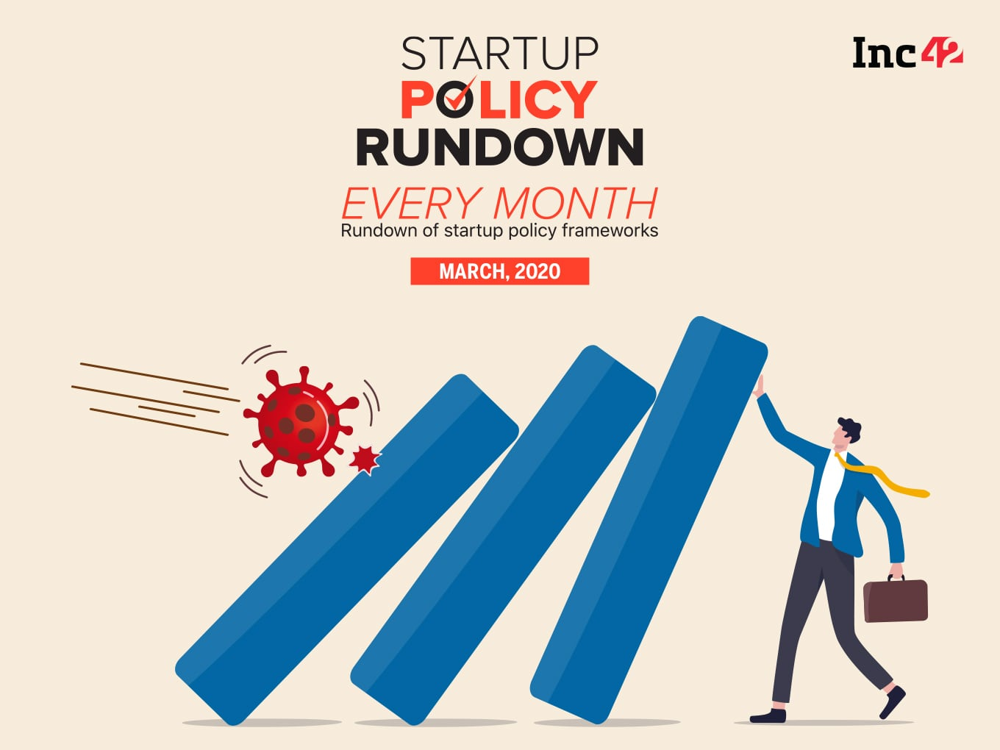 STARTUP
POLICY
RUNDOWN
EVERY MONTH
Rundown of startup policy frameworks
MARCH, 2020
Inc42